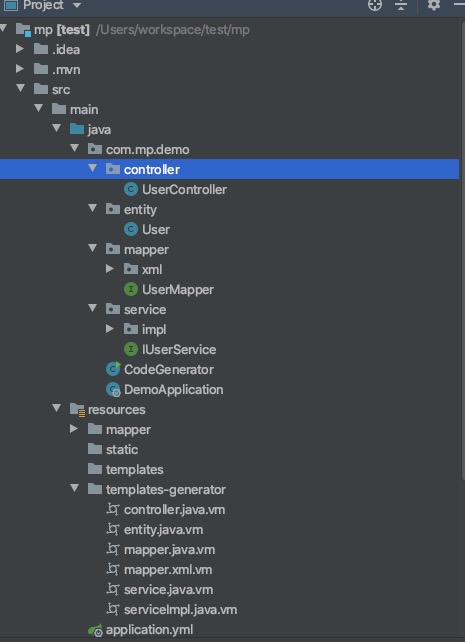 Project
mp [test] /Users/workspace/test/mp
.idea
.mvn
src
main
java
com.mp.demo
controller
UserController
entity
User
mapper
xml
UserMapper
service
impl
IUserService
CodeGenerator
DemoApplication
resources
mapper
static
templates
templates-generator
controller.java.vm
entity.java.vm
mapper.java.vm
mapper.xml.vm
service.java.vm
serviceImpl.java.vm
application.yml